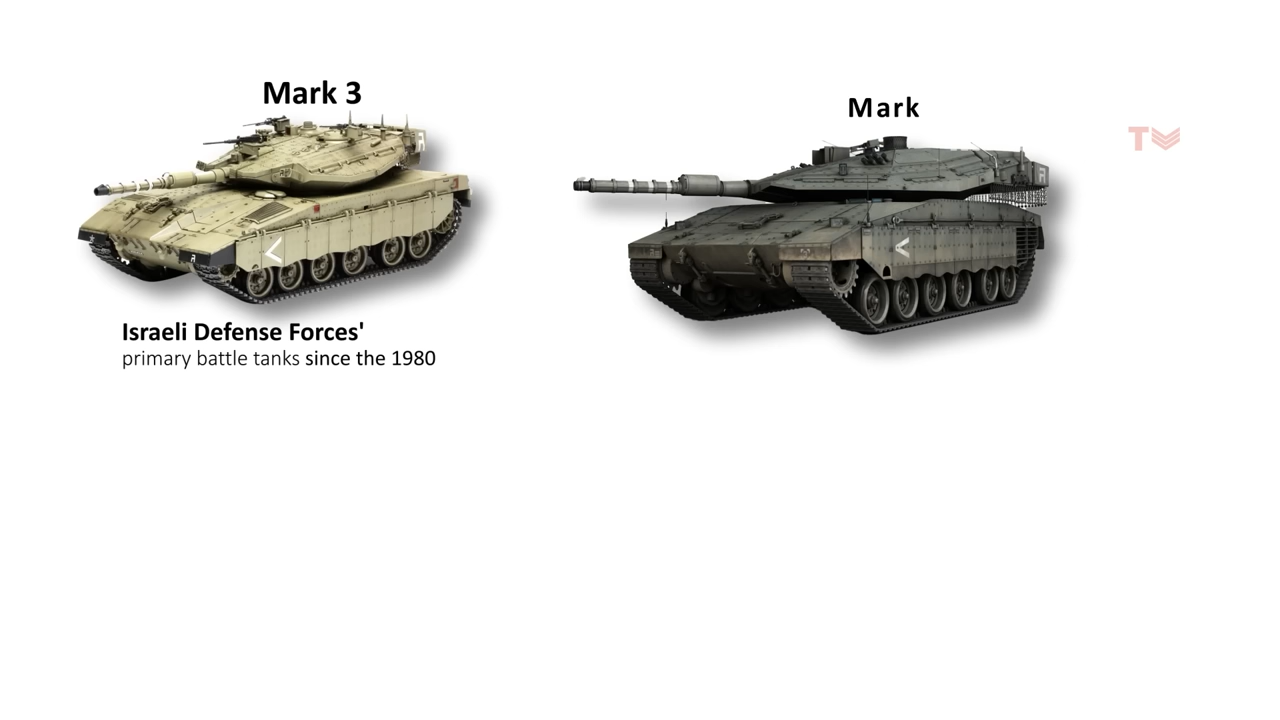 Mark 3
Mark
T
Israeli Defense Forces'
primary battle tanks since the 1980